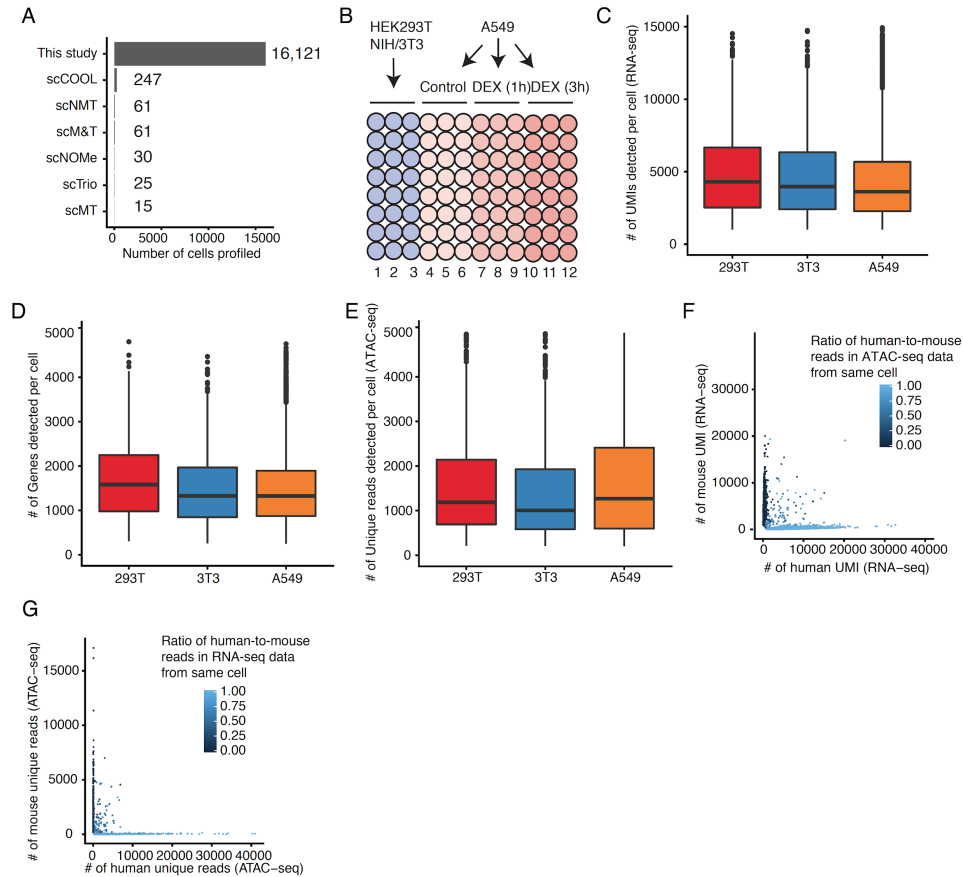 A
This study
16,121
scCOOL
247
scNMT
61
scM&T
61
scNOMe
30
scTrio
25
scMT
15
0 5000 10000 15000
Number of cells profiled
B
HEK293T
NIH/3T3
A549
Control DEX (1h) DEX (3h)
1 2 3 4 5 6 7 8 9 10 11 12
C
# of UMIs detcted per cell (RNA-seq)
15000
10000
5000
0
293T 3T3 A549
D
# of Genes detected per cell
5000
4000
3000
2000
1000
0
293T 3T3 A549
E
# of Unique reads detected per cell (ATAC-seq)
5000
4000
3000
2000
1000
0
293T 3T3 A549
F
Ratio of human-to-mouse
reads in ATAC-seq data
from same cell
1.00
0.75
0.50
0.25
0.00
# of mouse UMI (RNA−seq)
30000
20000
10000
0
0 10000 20000 30000 40000
# of human UMI (RNA−seq)
G
Ratio of human-to-mouse
reads in RNA-seq data
from same cell
1.00
0.75
0.50
0.25
0.00
# of mouse unique reads (ATAC−seq)
15000
10000
5000
0
0 10000 20000 30000 40000
# of human unique reads (ATAC−seq)